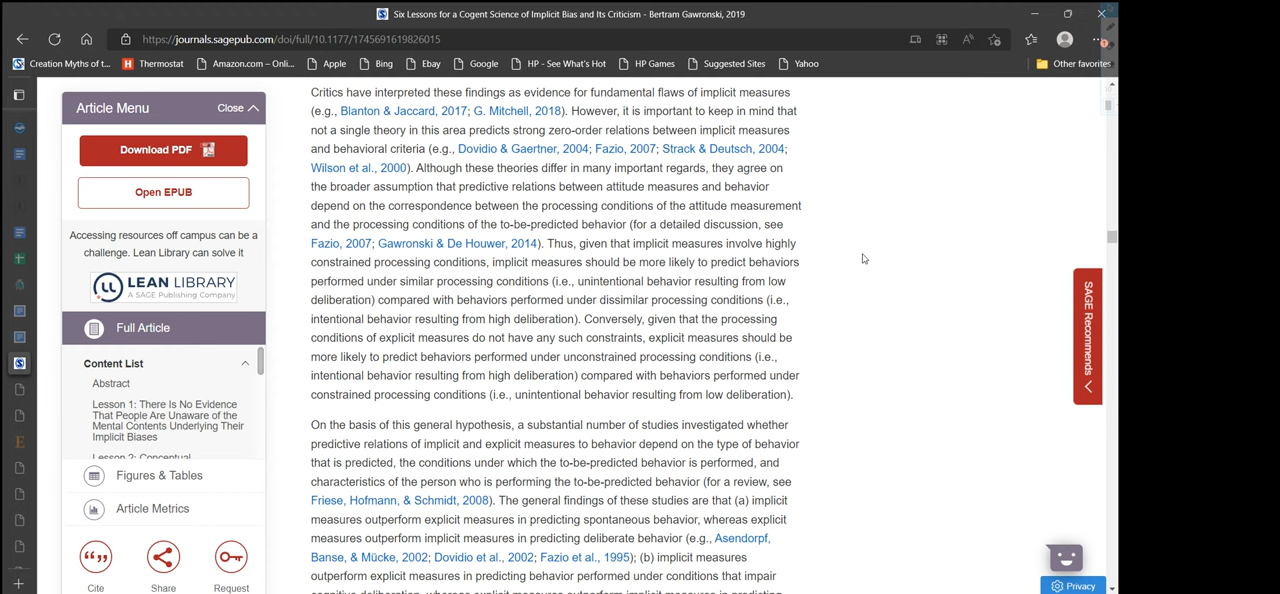 Six Lessons for a Cogent Science of Implicit Bias and Its Criticism - Bertram Gawronski, 2019
https://journals.sagepub.com/doi/full/10.1177/1745691619826015
Creation Myths of t... Thermostat Amazon.com – Onli... Apple Bing Ebay Google HP - See What's Hot HP Games Suggested Sites Yahoo Other favorites
Article Menu Close
Download PDF
Open EPUB
Accessing resources off campus can be a
challenge. Lean Library can solve it
LEAN LIBRARY
A SAGE Publishing Company
Full Article
Content List
Abstract
Lesson 1: There Is No Evidence
That People Are Unaware of the
Mental Contents Underlying Their
Implicit Biases
Lesson 2: Conceptual
Figures & Tables
Article Metrics
Cite Share Request
Critics have interpreted these findings as evidence for fundamental flaws of implicit measures
(e.g., Blanton & Jaccard, 2017; G. Mitchell, 2018). However, it is important to keep in mind that
not a single theory in this area predicts strong zero-order relations between implicit measures
and behavioral criteria (e.g., Dovidio & Gaertner, 2004; Fazio, 2007; Strack & Deutsch, 2004;
Wilson et al., 2000). Although these theories differ in many important regards, they agree on
the broader assumption that predictive relations between attitude measures and behavior
depend on the correspondence between the processing conditions of the attitude measurement
and the processing conditions of the to-be-predicted behavior (for a detailed discussion, see
Fazio, 2007; Gawronski & De Houwer, 2014). Thus, given that implicit measures involve highly
constrained processing conditions, implicit measures should be more likely to predict behaviors
performed under similar processing conditions (i.e., unintentional behavior resulting from low
deliberation) compared with behaviors performed under dissimilar processing conditions (i.e.,
intentional behavior resulting from high deliberation). Conversely, given that the processing
conditions of explicit measures do not have any such constraints, explicit measures should be
more likely to predict behaviors performed under unconstrained processing conditions (i.e.,
intentional behavior resulting from high deliberation) compared with behaviors performed under
constrained processing conditions (i.e., unintentional behavior resulting from low deliberation).
On the basis of this general hypothesis, a substantial number of studies investigated whether
predictive relations of implicit and explicit measures to behavior depend on the type of behavior
that is predicted, the conditions under which the to-be-predicted behavior is performed, and
characteristics of the person who is performing the to-be-predicted behavior (for a review, see
Friese, Hofmann, & Schmidt, 2008). The general findings of these studies are that (a) implicit
measures outperform explicit measures in predicting spontaneous behavior, whereas explicit
measures outperform implicit measures in predicting deliberate behavior (e.g., Asendorpf,
Banse, & Mücke, 2002; Dovidio et al., 2002; Fazio et al., 1995); (b) implicit measures
outperform explicit measures in predicting behavior performed under conditions that impair
cognitive deliberation, whereas explicit measures outperform implicit measures in predicting
SAGE Recommends
Privacy